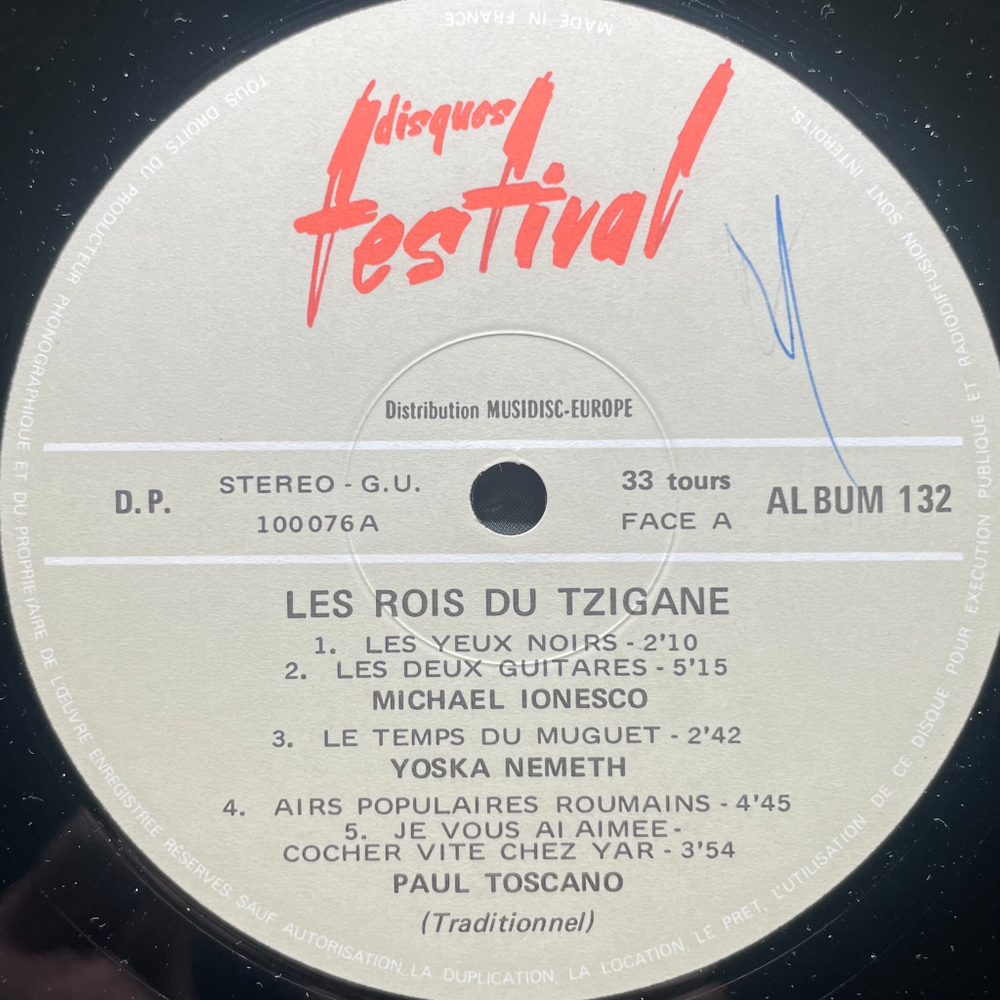 MADE IN FRANCE
disques
festival
Distribution MUSIDISC-EUROPE
D.P.
STEREO - G.U.
100076A
33 tours
FACE A
ALBUM 132
LES ROIS DU TZIGANE
1. LES YEUX NOIRS - 2'10
2. LES DEUX GUITARES - 5'15
MICHAEL IONESCO
3. LE TEMPS DU MUGUET - 2'42
YOSKA NEMETH
4. AIRS POPULAIRES ROUMAINS - 4'45
5. JE VOUS AI AIMEE -
COCHER VITE CHEZ YAR - 3'54
PAUL TOSCANO
(Traditionnel)
TOUS DROITS DU PRODUCTEUR PHONOGRAPHIQUE ET DU PROPRIETAIRE DE L'ŒUVRE ENREGISTREE RESERVES. SAUF AUTORISATION, LA DUPLICATION, LA LOCATION, LE PRET, L'UTILISATION DE CE DISQUE POUR EXECUTION PUBLIQUE ET RADIODIFFUSION SONT INTERDITS.